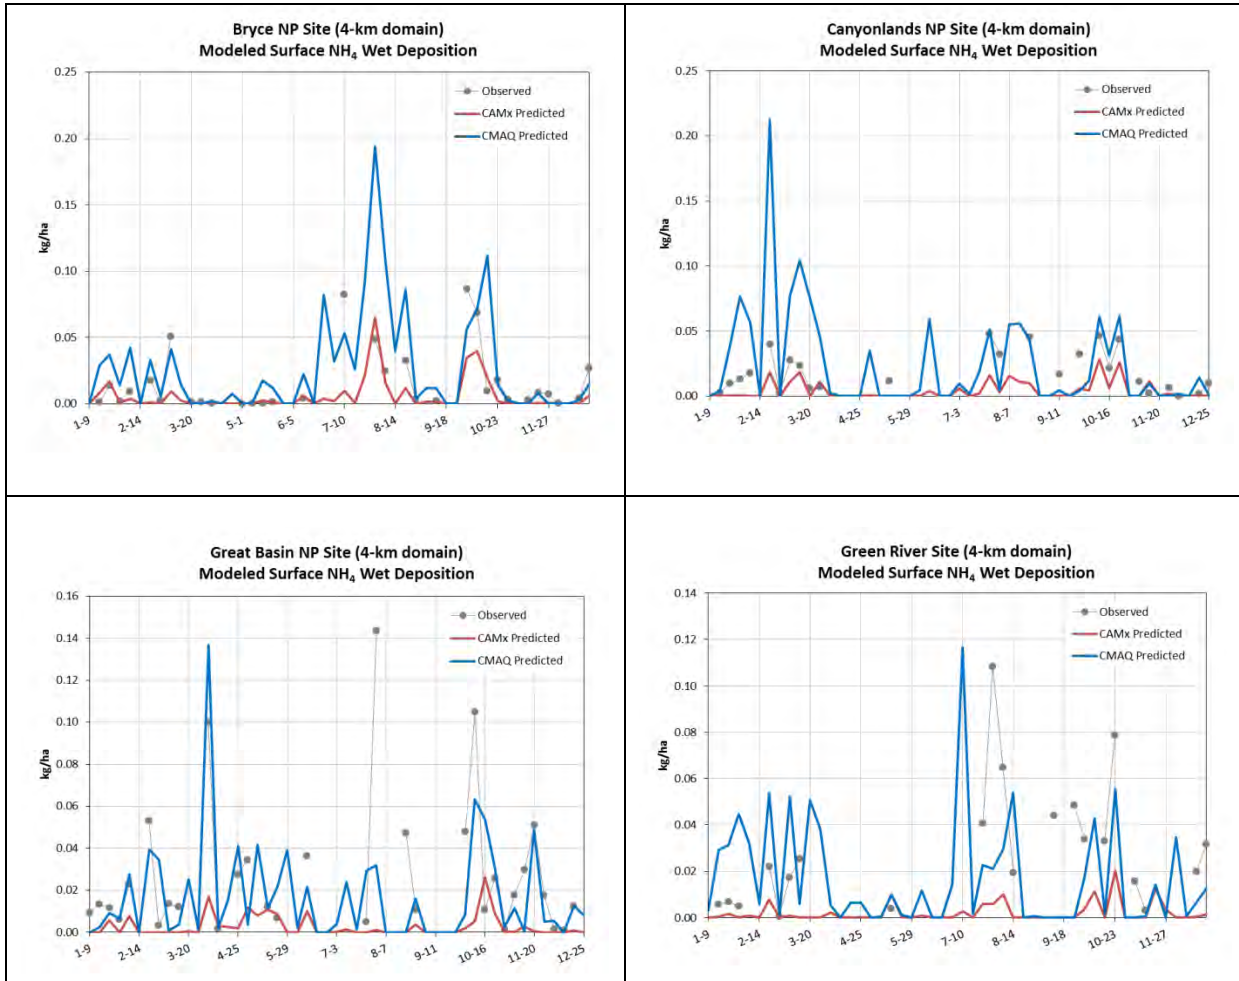 Bryce NP Site (4-km domain)
Modeled Surface NH₄ Wet Deposition
0.25
0.20
0.15
0.10
0.05
0.00
kg/ha
Observed
CAMx Predicted
CMAQ Predicted
1-9
2-14
3-20
5-1
6-5
7-10
8-14
9-18
10-23
11-27
Canyonlands NP Site (4-km domain)
Modeled Surface NH₄ Wet Deposition
0.25
0.20
0.15
0.10
0.05
0.00
kg/ha
Observed
CAMx Predicted
CMAQ Predicted
1-9
2-14
3-20
4-25
5-29
7-3
8-7
9-11
10-16
11-20
12-25
Great Basin NP Site (4-km domain)
Modeled Surface NH₄ Wet Deposition
0.16
0.14
0.12
0.10
0.08
0.06
0.04
0.02
0.00
kg/ha
Observed
CAMx Predicted
CMAQ Predicted
1-9
2-14
3-20
4-25
5-29
7-3
8-7
9-11
10-16
11-20
12-25
Green River Site (4-km domain)
Modeled Surface NH₄ Wet Deposition
0.14
0.12
0.10
0.08
0.06
0.04
0.02
0.00
kg/ha
Observed
CAMx Predicted
CMAQ Predicted
1-9
2-14
3-20
4-25
5-29
7-10
8-14
9-18
10-23
11-27